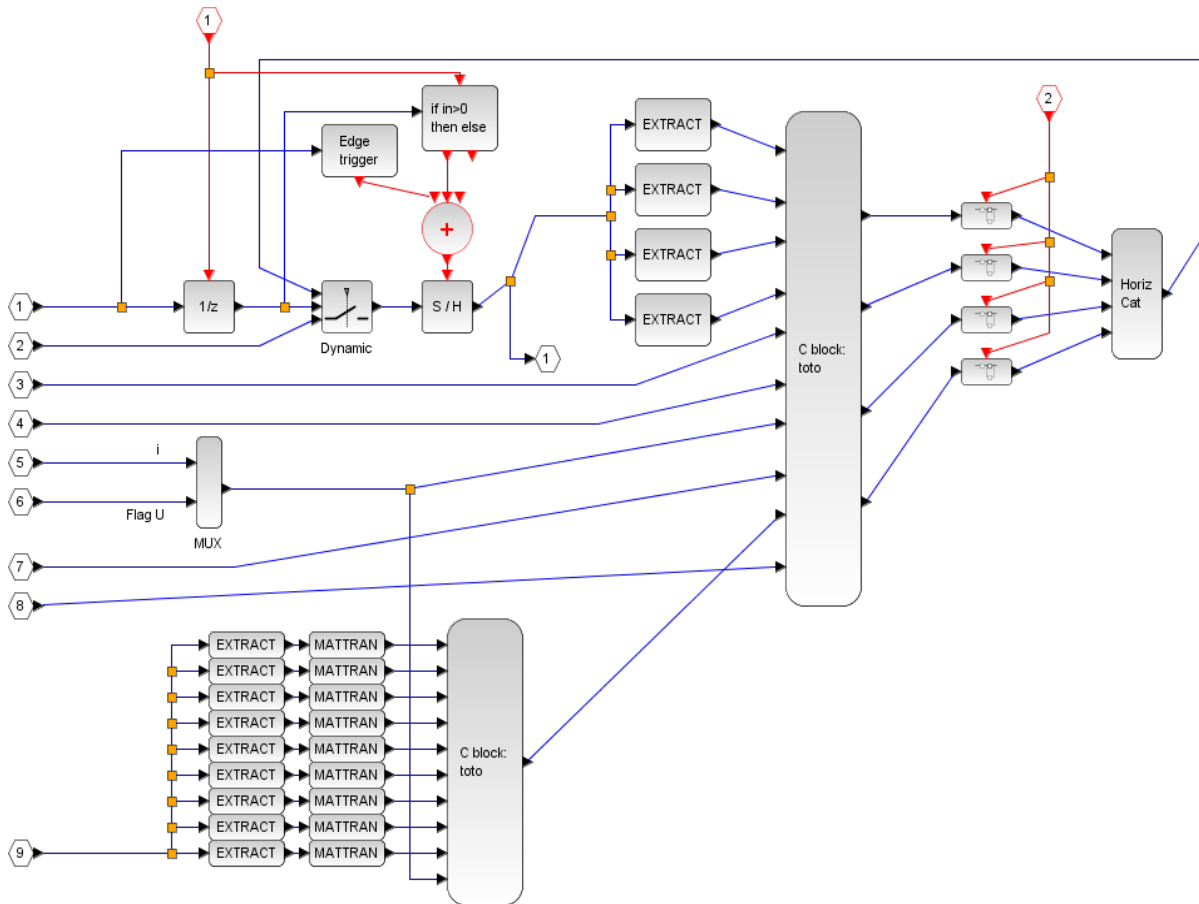 1
if in>0
then else
Edge
trigger
EXTRACT
2
EXTRACT
+
EXTRACT
Horiz
Cat
1
1/z
S / H
EXTRACT
2
Dynamic
1
C block:
toto
3
4
5
i
6
Flag U
MUX
7
8
EXTRACT
MATTRAN
EXTRACT
MATTRAN
EXTRACT
MATTRAN
EXTRACT
MATTRAN
EXTRACT
MATTRAN
C block:
toto
EXTRACT
MATTRAN
EXTRACT
MATTRAN
EXTRACT
MATTRAN
9
EXTRACT
MATTRAN